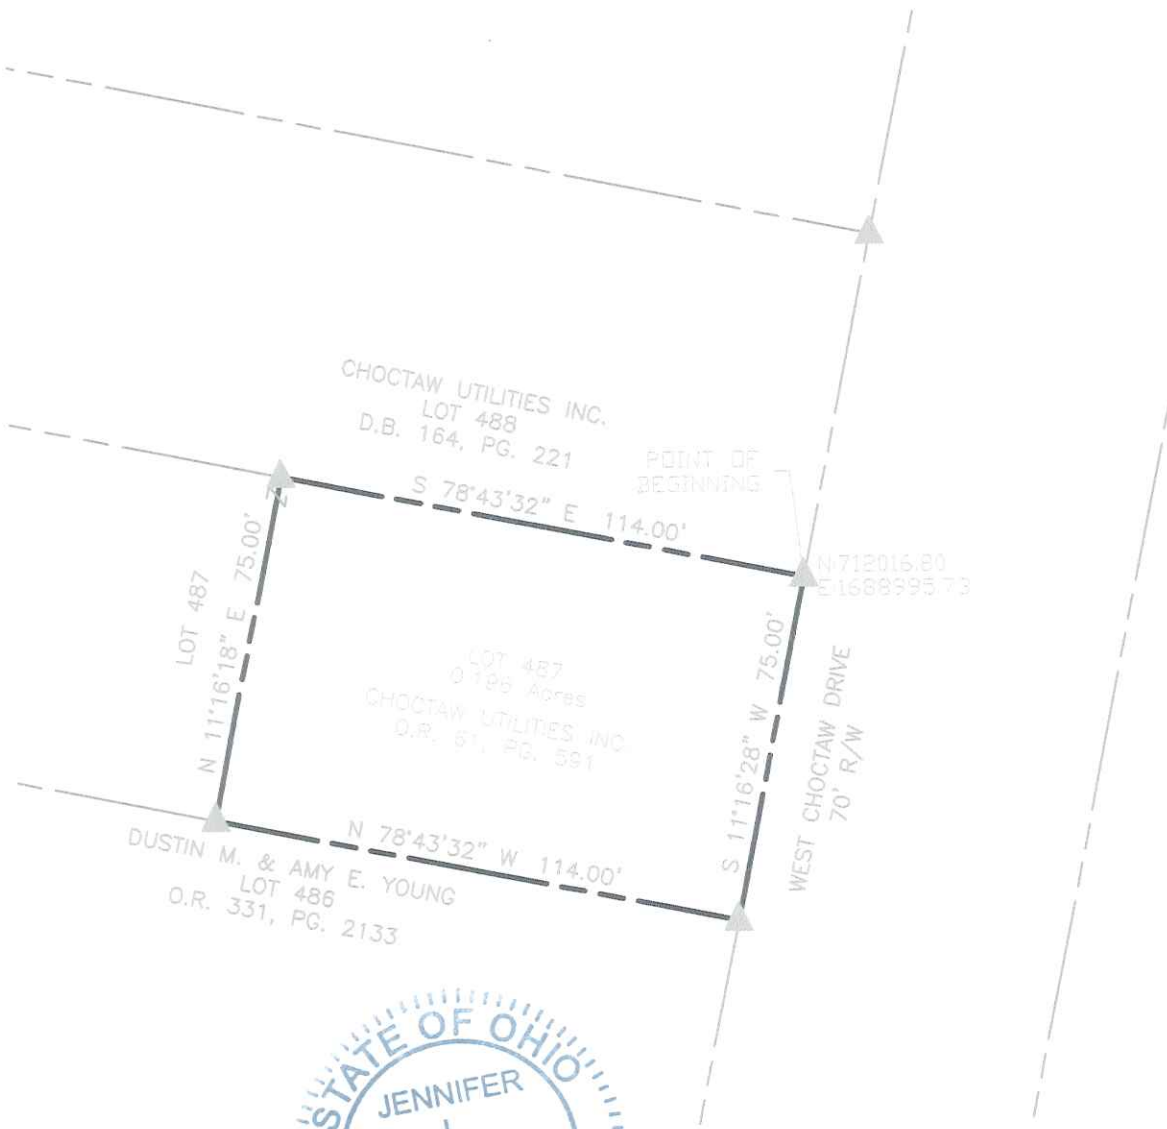 CHOCTAW UTILITIES INC.
LOT 488
D.B. 164, PG. 221
POINT OF
BEGINNING
S 78°43'32" E 114.00'
N:712016.80
E:1688995.73
LOT 487
N 11°16'18" E 75.00'
LOT 487
0.196 Acres
CHOCTAW UTILITIES INC.
O.R. 61, PG. 591
S 11°16'28" W 75.00'
WEST CHOCTAW DRIVE
70' R/W
N 78°43'32" W 114.00'
DUSTIN M. & AMY E. YOUNG
LOT 486
O.R. 331, PG. 2133
STATE OF OHIO
JENNIFER